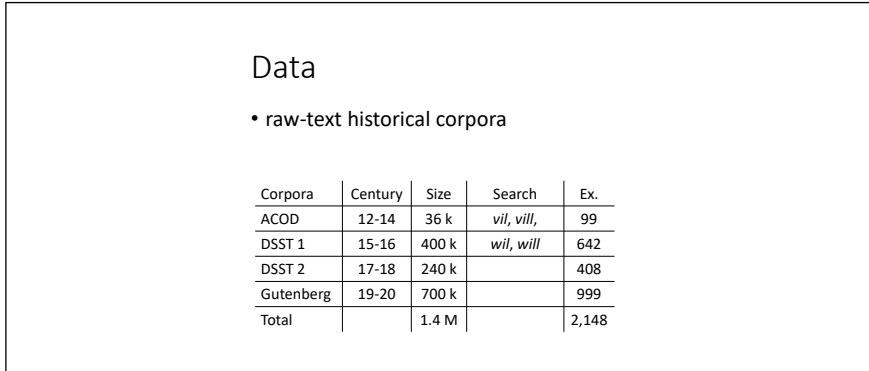 Data
• raw-text historical corpora
Corpora Century Size Search Ex.
ACOD 12-14 36 k vil, vill, 99
DSST 1 15-16 400 k wil, will 642
DSST 2 17-18 240 k 408
Gutenberg 19-20 700 k 999
Total 1.4 M 2,148